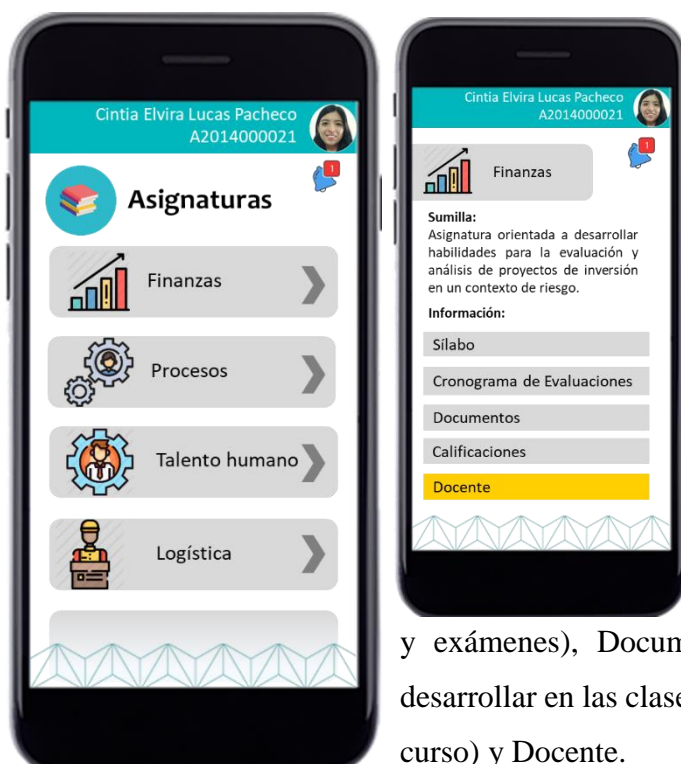 Cintia Elvira Lucas Pacheco
A2014000021
1
Asignaturas
Finanzas
Procesos
Talento humano
Logística
Cintia Elvira Lucas Pacheco
A2014000021
1
Finanzas
Sumilla:
Asignatura orientada a desarrollar
habilidades para la evaluación y
análisis de proyectos de inversión
en un contexto de riesgo.
Información:
Sílabo
Cronograma de Evaluaciones
Documentos
Calificaciones
Docente
y exámenes), Docum
desarrollar en las clase
curso) y Docente.